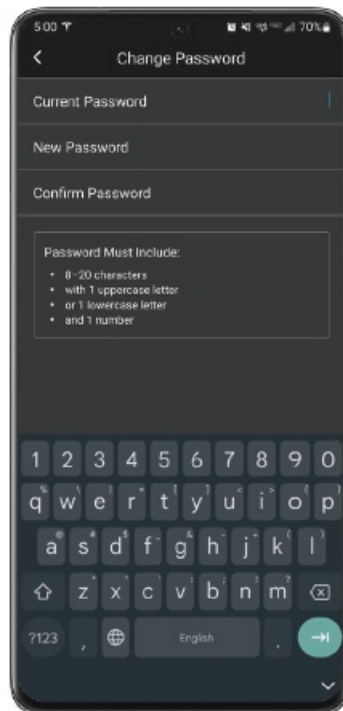 5:00
70%
Change Password
Current Password
New Password
Confirm Password
Password Must Include:
• 8–20 characters
• with 1 uppercase letter
• or 1 lowercase letter
• and 1 number
1 2 3 4 5 6 7 8 9 0
q w e r t y u i o p
a s d f g h j k l
z x c v b n m
?123 , English .